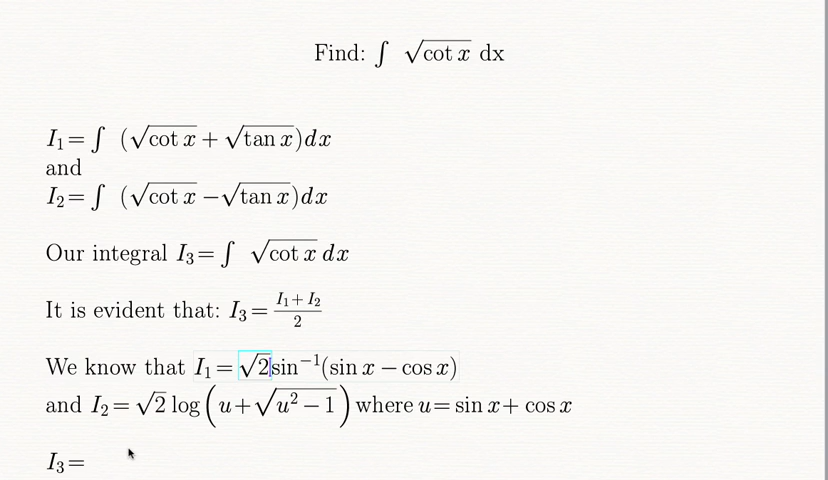 Find: ∫ √cot x dx
I₁= ∫ (√cot x + √tan x)dx
and
I₂= ∫ (√cot x −√tan x)dx
Our integral I₃= ∫ √cot x dx
It is evident that: I₃= (I₁+ I₂)/2
We know that I₁= √2sin⁻¹(sin x − cos x)
and I₂= √2 log(u+√(u² − 1)) where u= sin x+ cos x
I₃=